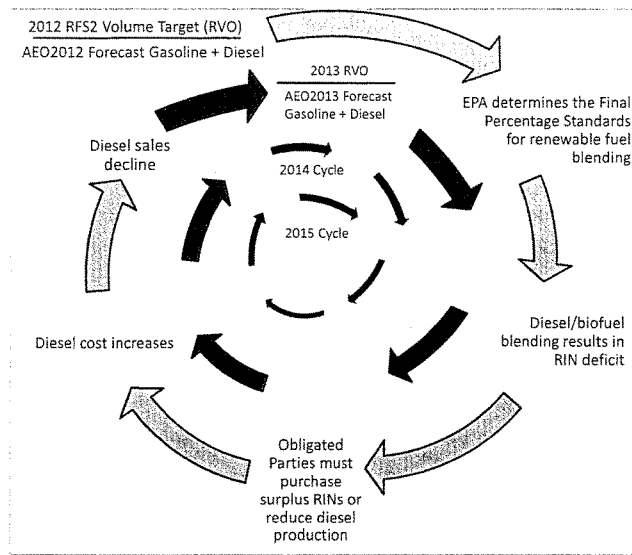 2012 RFS2 Volume Target (RVO)
AEO2012 Forecast Gasoline + Diesel
2013 RVO
AEO2013 Forecast
Gasoline + Diesel
EPA determines the Final
Percentage Standards
for renewable fuel
blending
Diesel sales
decline
2014 Cycle
2015 Cycle
Diesel cost increases
Diesel/biofuel
blending results in
RIN deficit
Obligated
Parties must
purchase
surplus RINs or
reduce diesel
production